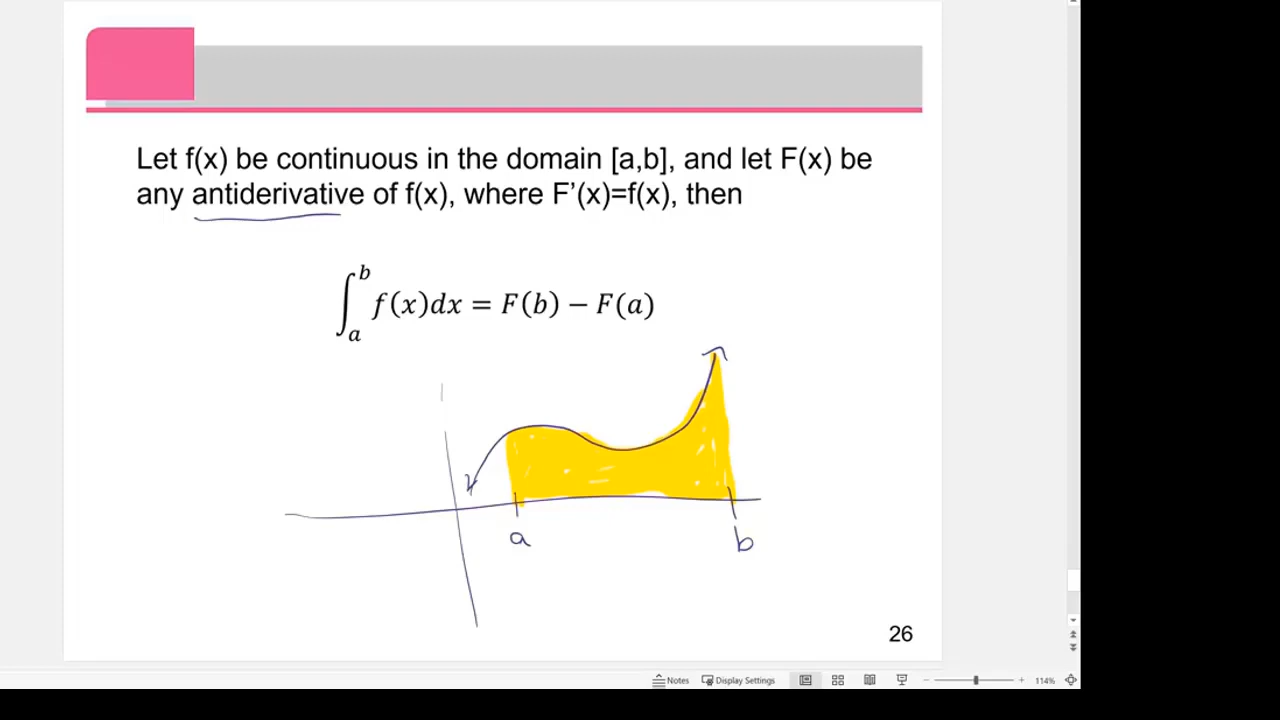 Let f(x) be continuous in the domain [a,b], and let F(x) be
any antiderivative of f(x), where F’(x)=f(x), then
∫ₐᵇ f(x)dx = F(b) − F(a)
a
b
26
Notes Display Settings 114%